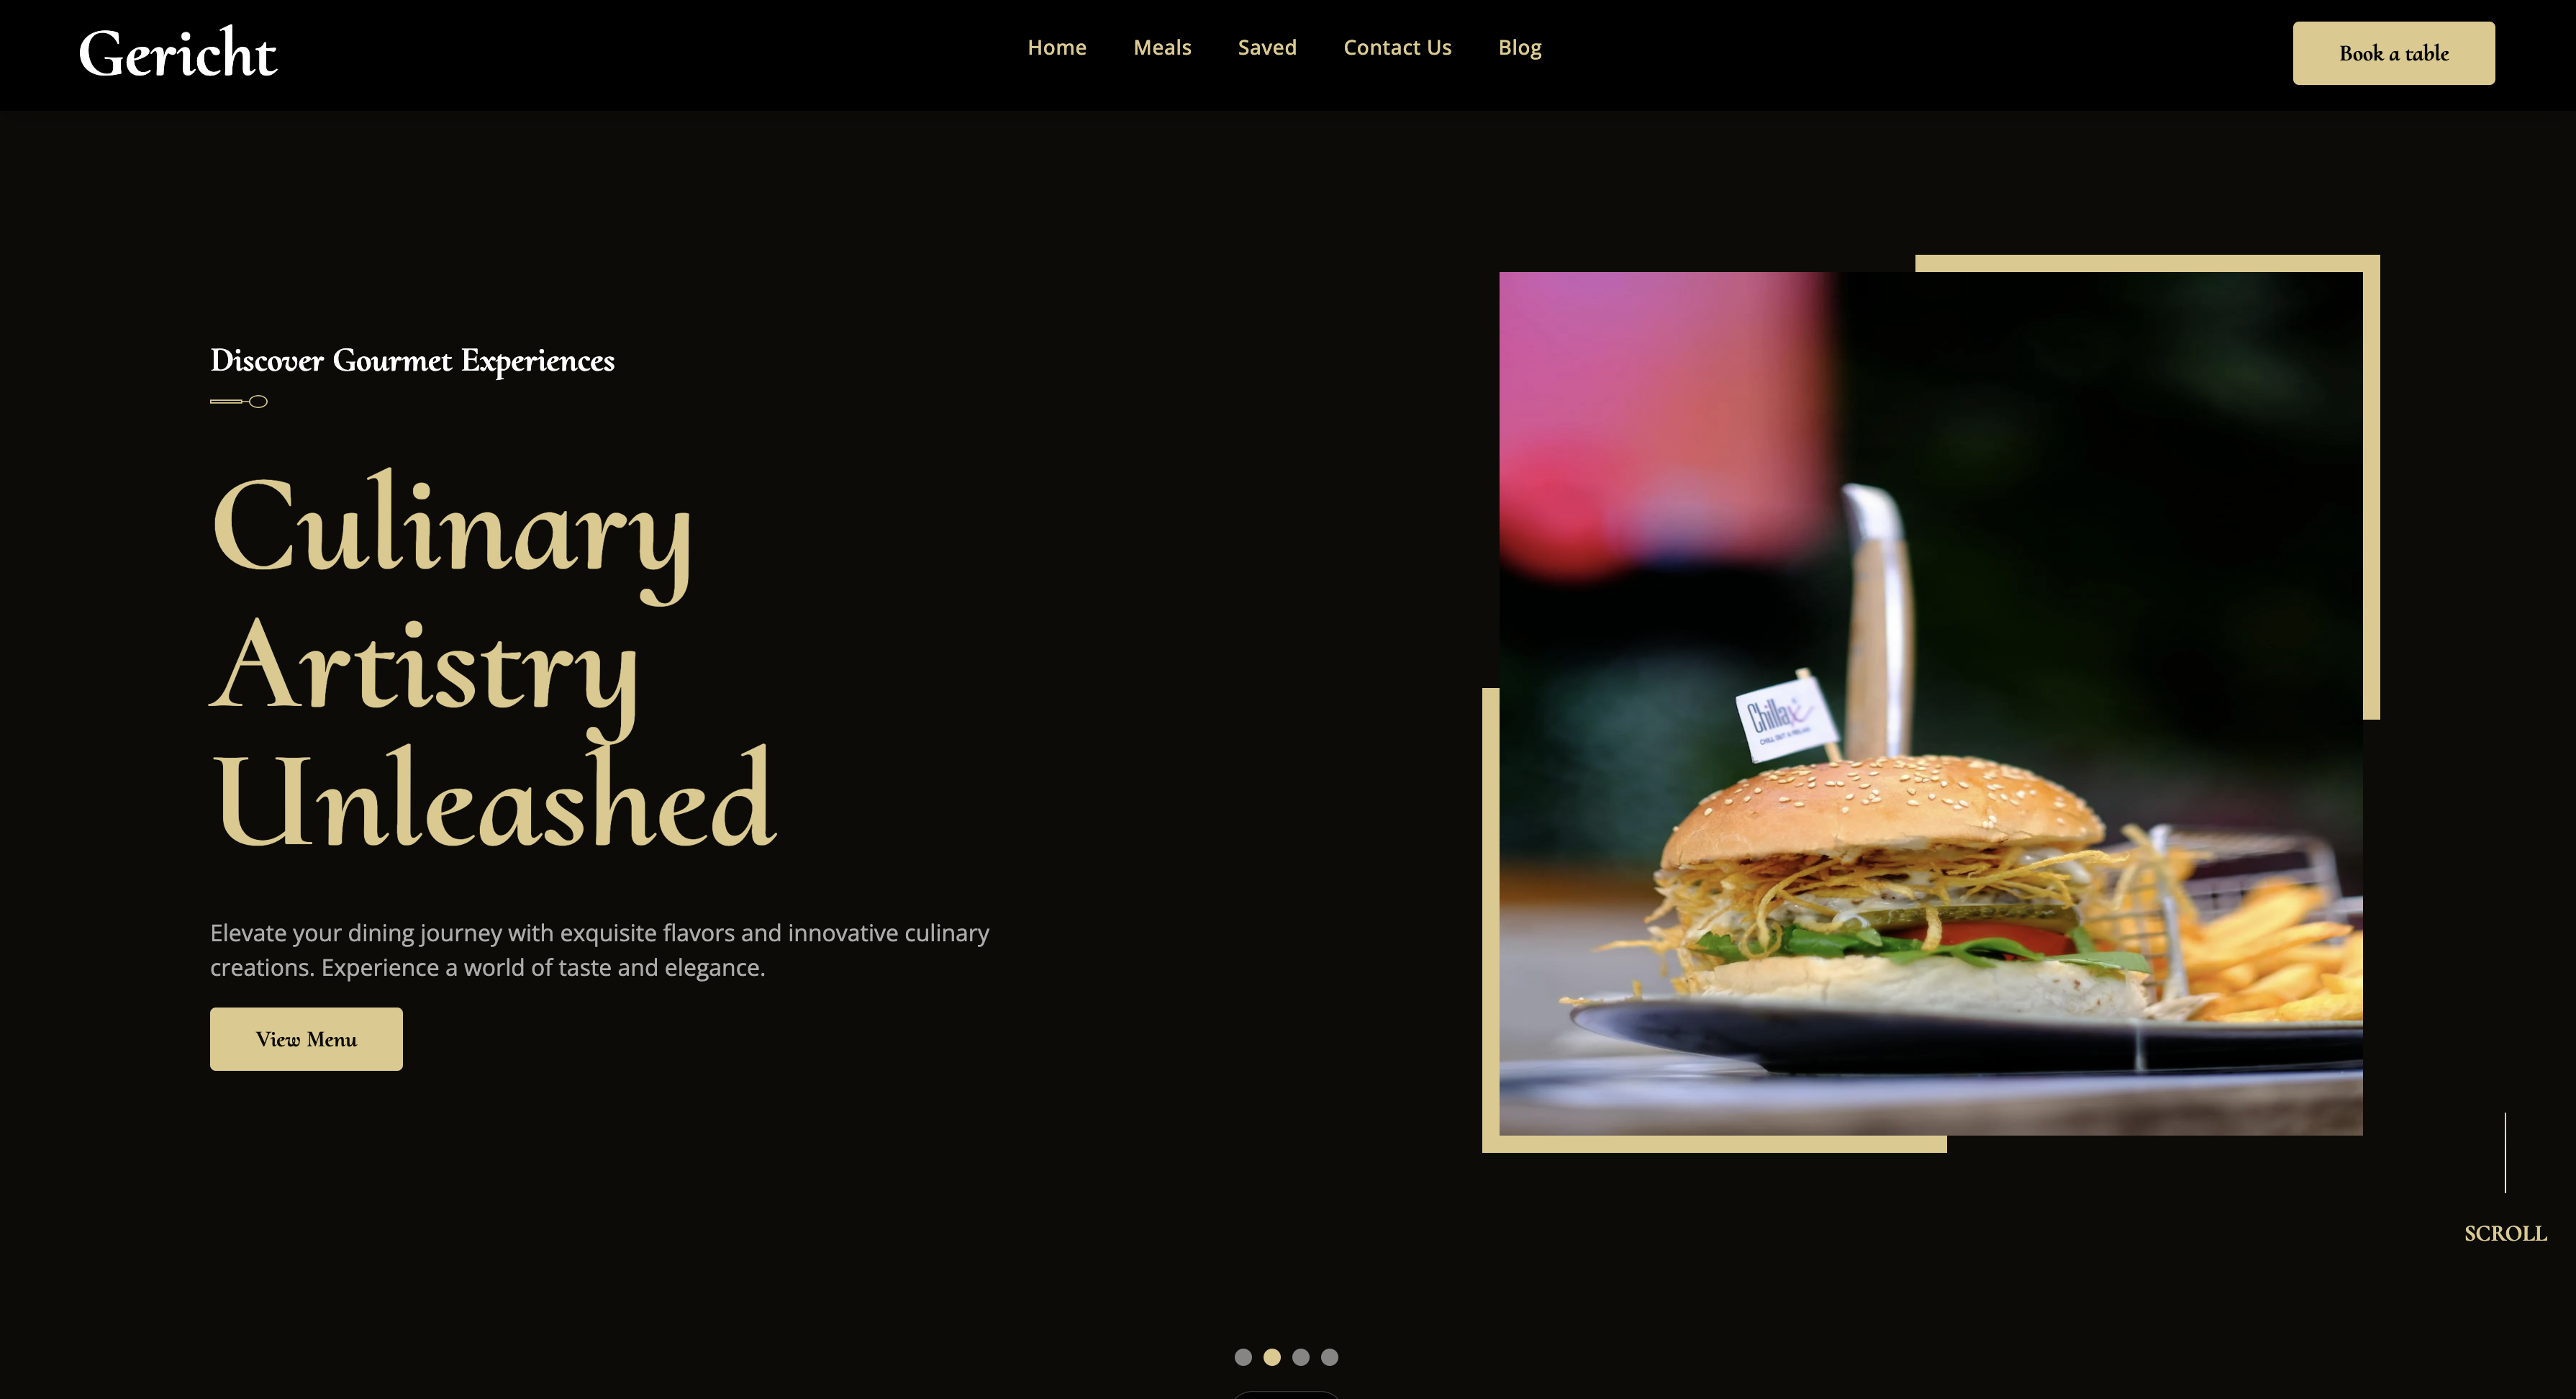 Gericht
Home Meals Saved Contact Us Blog
Book a table
Discover Gourmet Experiences
Culinary
Artistry
Unleashed
Elevate your dining journey with exquisite flavors and innovative culinary
creations. Experience a world of taste and elegance.
View Menu
Chillax
SCROLL